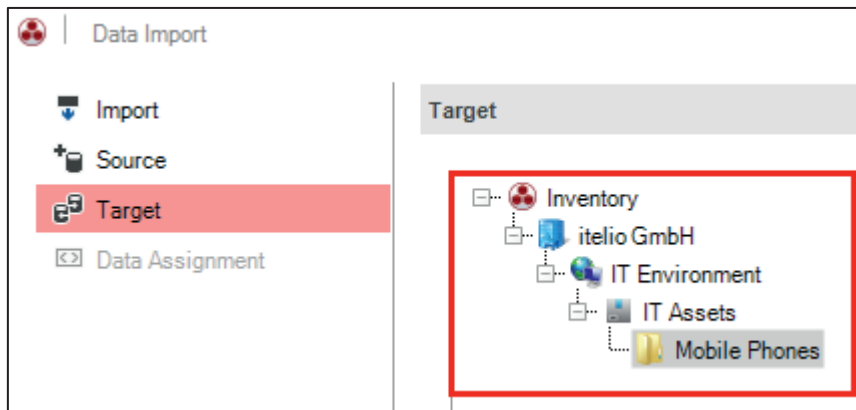 Data Import
Import
Source
Target
Data Assignment
Target
Inventory
itelio GmbH
IT Environment
IT Assets
Mobile Phones